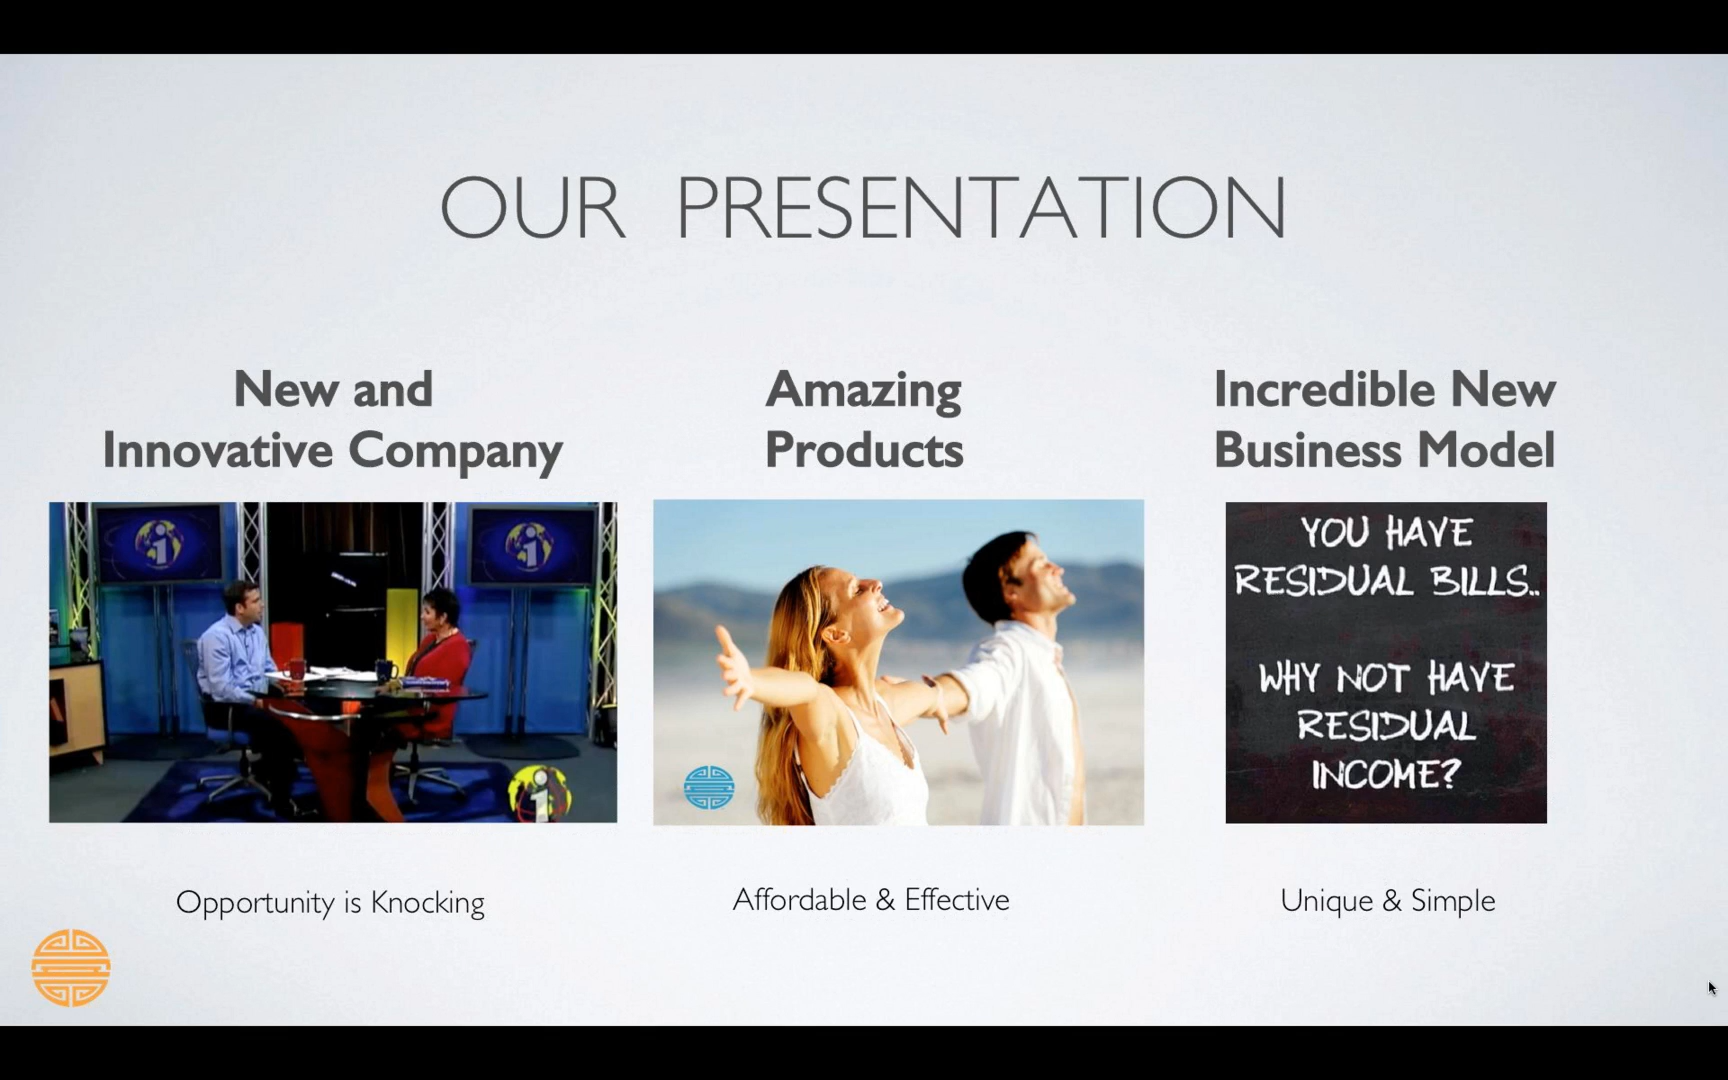 OUR PRESENTATION
New and
Innovative Company
Amazing
Products
Incredible New
Business Model
i
i
i
YOU HAVE
RESIDUAL BILLS..
WHY NOT HAVE
RESIDUAL
INCOME?
Opportunity is Knocking
Affordable & Effective
Unique & Simple